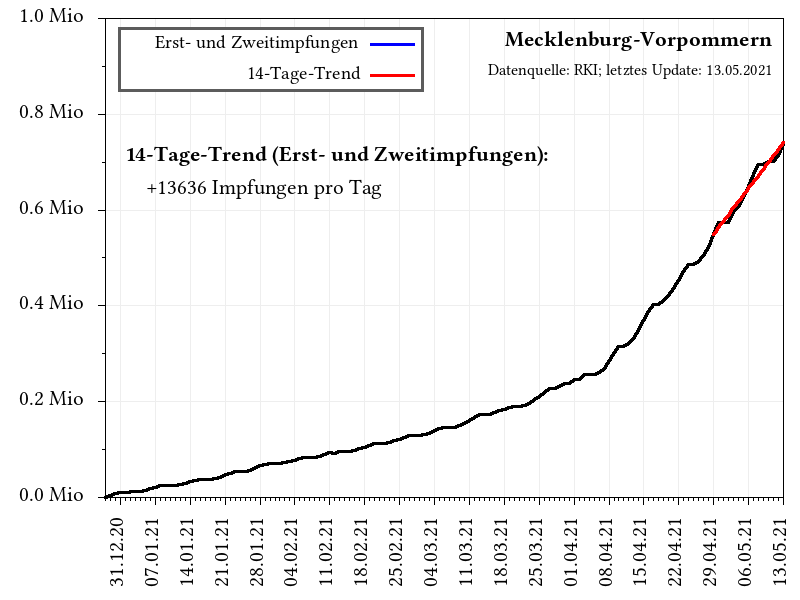 1.0 Mio
0.8 Mio
0.6 Mio
0.4 Mio
0.2 Mio
0.0 Mio
Erst- und Zweitimpfungen
14-Tage-Trend
Mecklenburg-Vorpommern
Datenquelle: RKI; letztes Update: 13.05.2021
14-Tage-Trend (Erst- und Zweitimpfungen):
+13636 Impfungen pro Tag
31.12.20
07.01.21
14.01.21
21.01.21
28.01.21
04.02.21
11.02.21
18.02.21
25.02.21
04.03.21
11.03.21
18.03.21
25.03.21
01.04.21
08.04.21
15.04.21
22.04.21
29.04.21
06.05.21
13.05.21